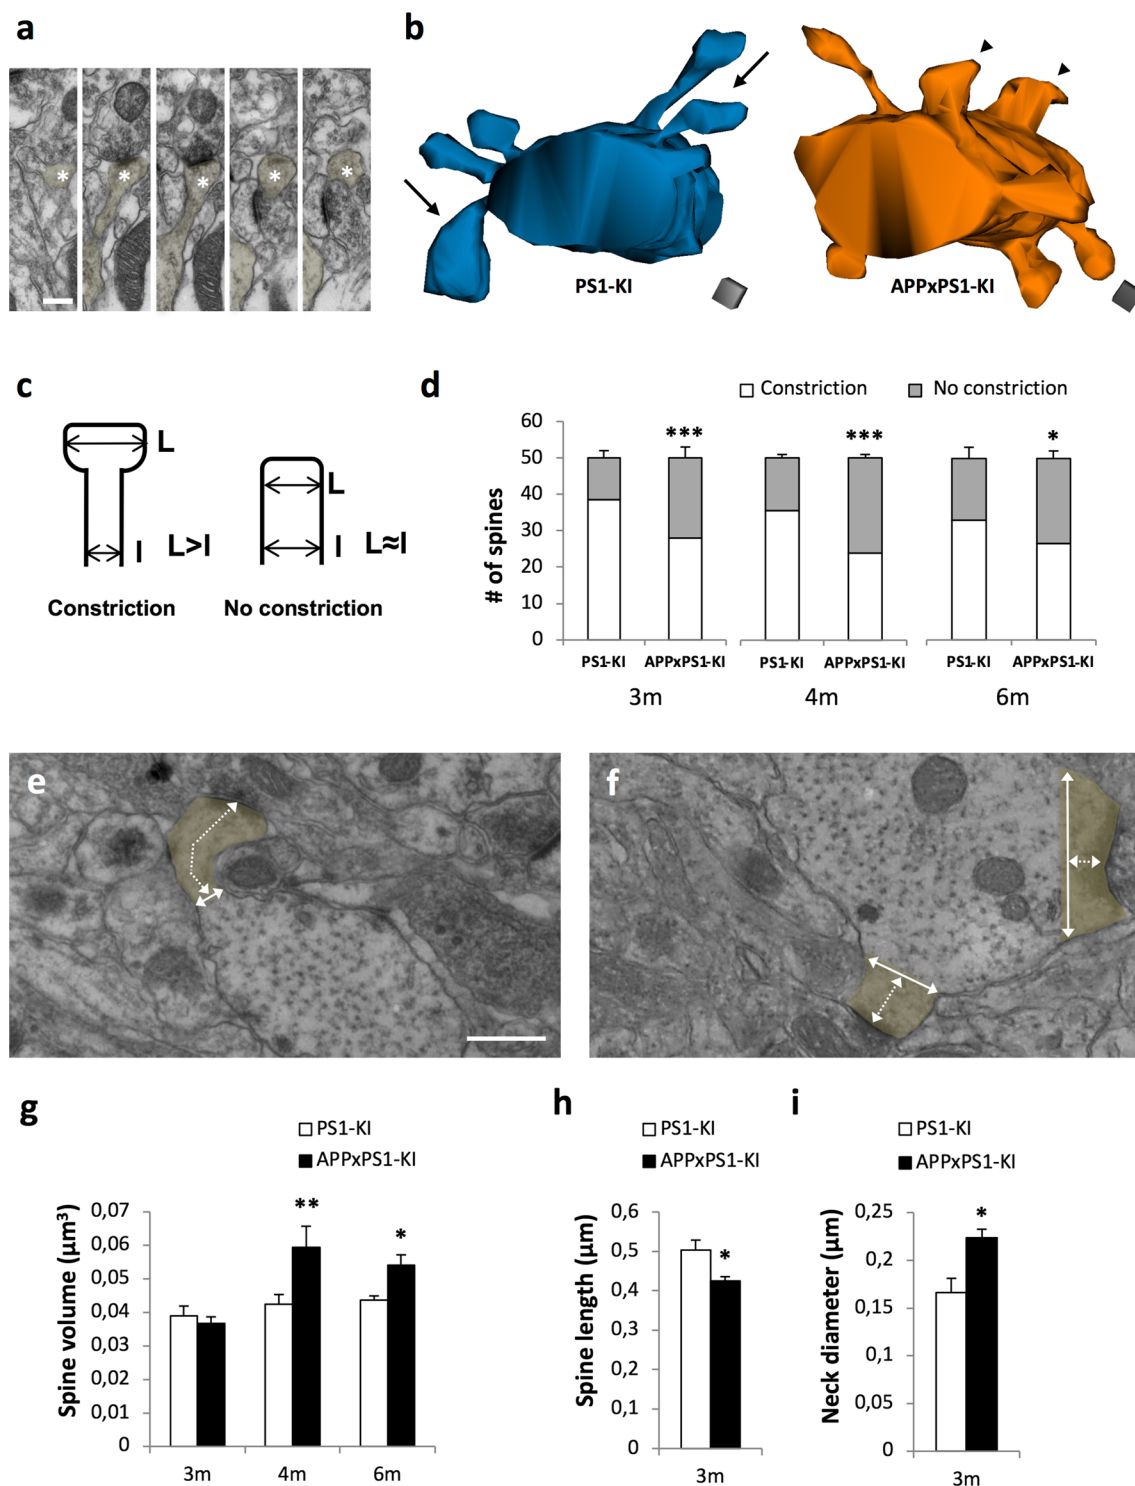 a
b
PS1-KI
APPxPS1-KI
c
L
l
L>l
Constriction
L
l
L≈l
No constriction
d
Constriction
No constriction
# of spines
60
50
40
30
20
10
0
***
***
*
PS1-KI
APPxPS1-KI
PS1-KI
APPxPS1-KI
PS1-KI
APPxPS1-KI
3m
4m
6m
e
f
g
PS1-KI
APPxPS1-KI
Spine volume (µm³)
0,07
0,06
0,05
0,04
0,03
0,02
0,01
0
**
*
3m
4m
6m
h
PS1-KI
APPxPS1-KI
Spine length (µm)
0,6
0,5
0,4
0,3
0,2
0,1
0
*
3m
i
PS1-KI
APPxPS1-KI
Neck diameter (µm)
0,25
0,2
0,15
0,1
0,05
0
*
3m